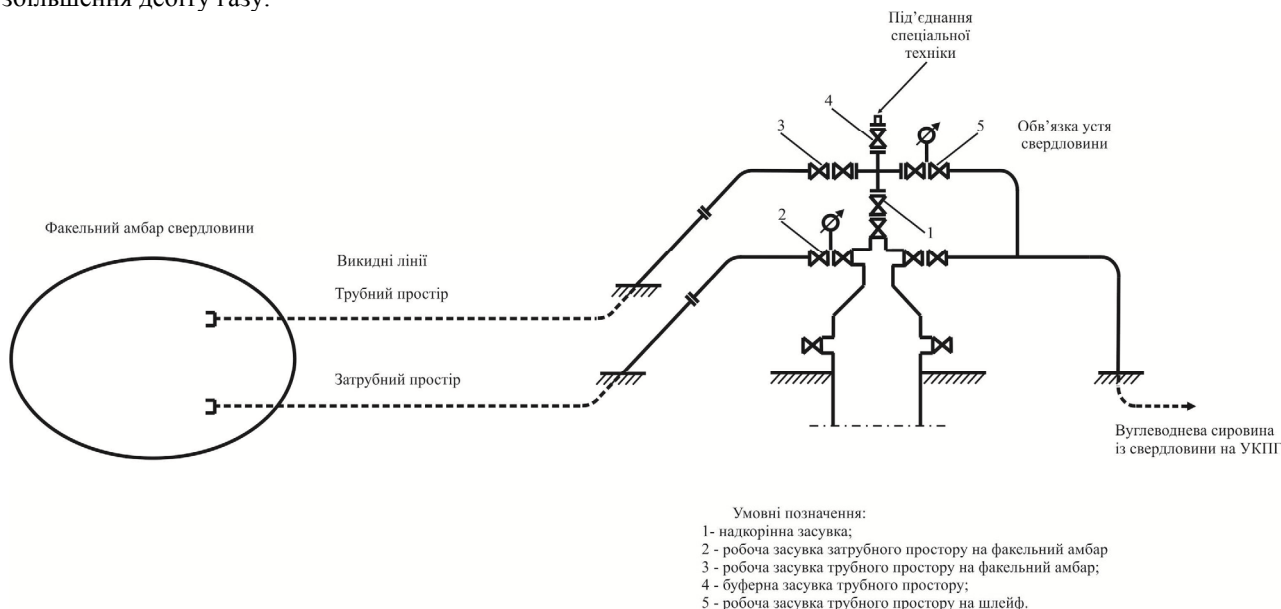 збільшення дебіту газу.
Під’єднання
спеціальної
техніки
4
3
5
Обв’язка устя
свердловини
2
1
Факельний амбар свердловини
Викидні лінії
Трубний простір
Затрубний простір
Вуглеводнева сировина
із свердловини на УКПГ
Умовні позначення:
1- надкорінна засувка;
2 - робоча засувка затрубного простору на факельний амбар
3 - робоча засувка трубного простору на факельний амбар;
4 - буферна засувка трубного простору;
5 - робоча засувка трубного простору на шлейф.